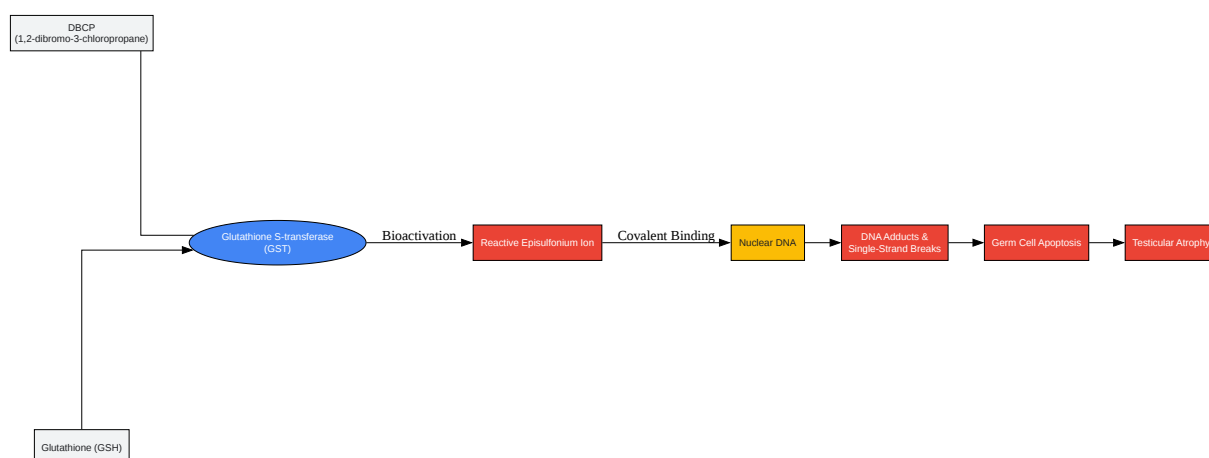 DBCP
(1,2-dibromo-3-chloropropane)
Glutathione S-transferase
(GST)
Bioactivation
Reactive Episulfonium Ion
Covalent Binding
Nuclear DNA
DNA Adducts &
Single-Strand Breaks
Germ Cell Apoptosis
Testicular Atrophy
Glutathione (GSH)